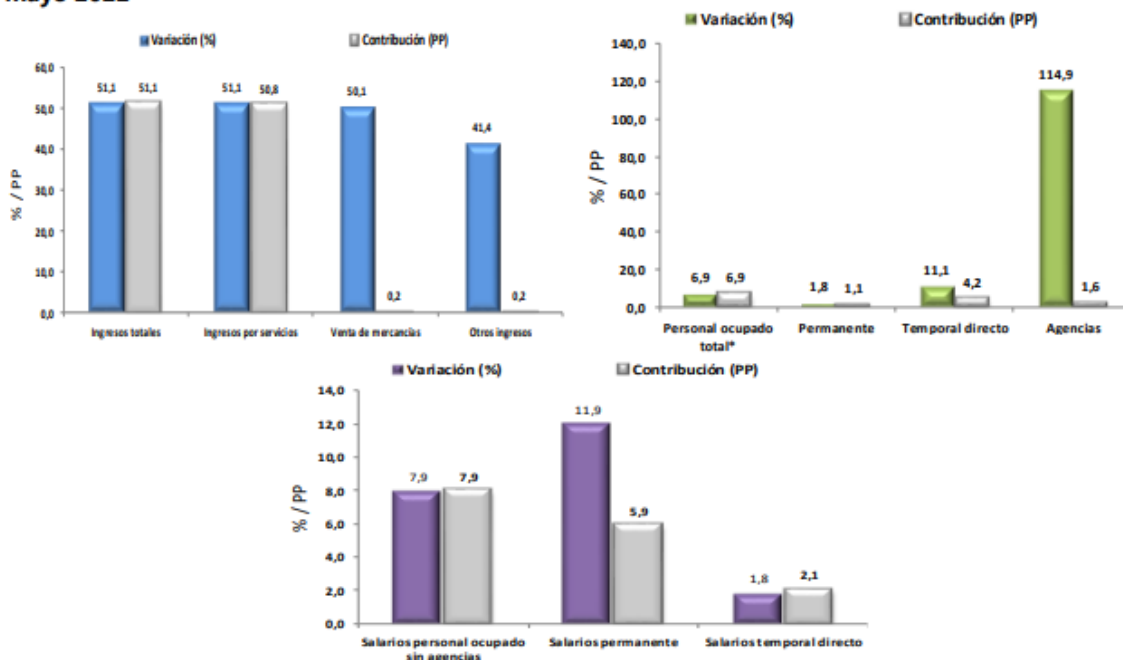 mayo 2022
Variación (%) Contribución (PP)
% / PP
60,0
50,0
40,0
30,0
20,0
10,0
0,0
51,1 51,1 51,1 50,8 50,1 0,2 41,4 0,2
Ingresos totales Ingresos por servicios Venta de mercancías Otros ingresos
Variación (%) Contribución (PP)
% / PP
140,0
120,0
100,0
80,0
60,0
40,0
20,0
0,0
6,9 6,9 1,8 1,1 11,1 4,2 114,9 1,6
Personal ocupado Permanente Temporal directo Agencias
total*
Variación (%) Contribución (PP)
% / PP
14,0
12,0
10,0
8,0
6,0
4,0
2,0
0,0
7,9 7,9 11,9 5,9 1,8 2,1
Salarios personal ocupado Salarios permanente Salarios temporal directo
sin agencias